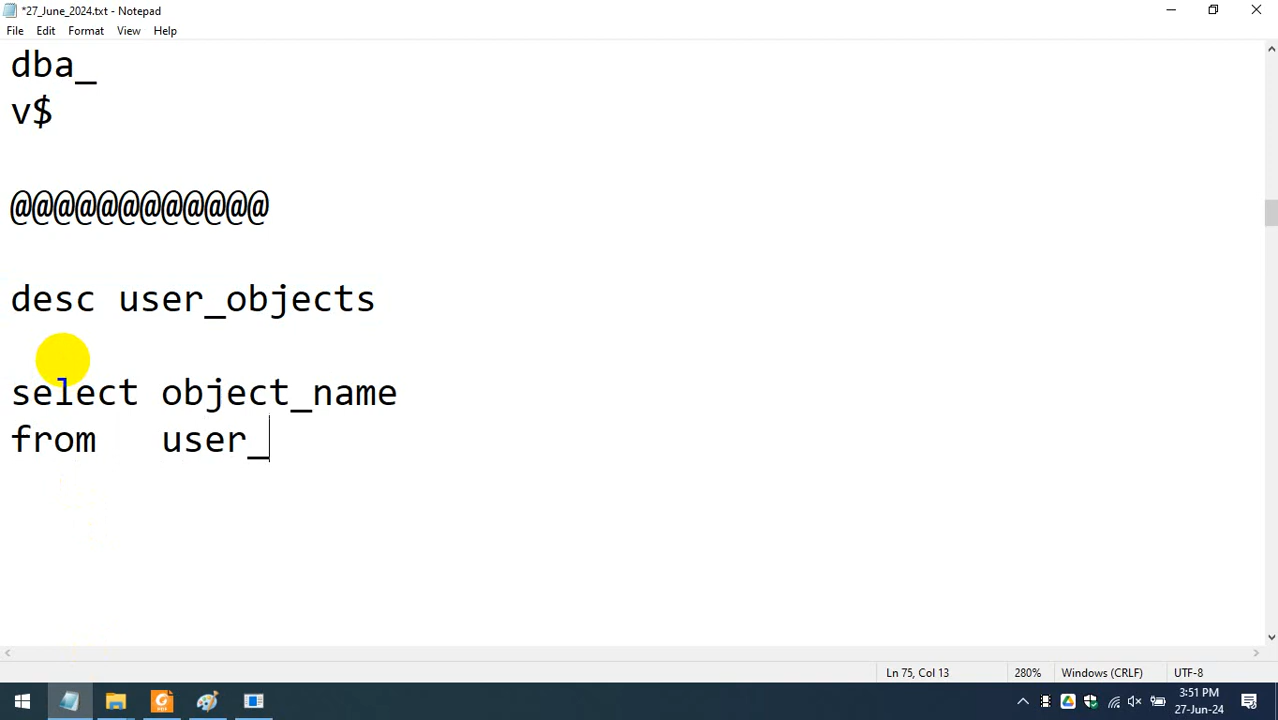 *27_June_2024.txt - Notepad
File Edit Format View Help
dba_
v$
@@@@@@@@@@@@
desc user_objects
select object_name
from   user_
Ln 75, Col 13 280% Windows (CRLF) UTF-8
3:51 PM
27-Jun-24